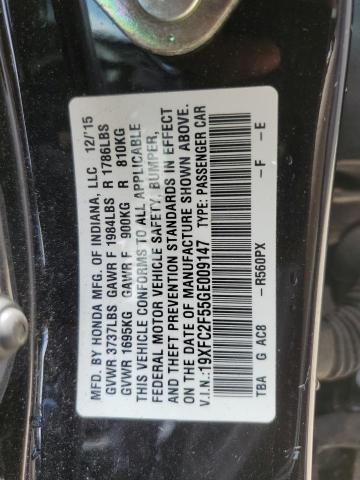 MFD. BY HONDA MFG. OF INDIANA, LLC 12/'15
GVWR 3737LBS GAWR F 1984LBS R 1786LBS
GVWR 1695KG GAWR F 900KG R 810KG
THIS VEHICLE CONFORMS TO ALL APPLICABLE
FEDERAL MOTOR VEHICLE SAFETY, BUMPER,
AND THEFT PREVENTION STANDARDS IN EFFECT
ON THE DATE OF MANUFACTURE SHOWN ABOVE.
V.I.N.:19XFC2F55GE009147 TYPE: PASSENGER CAR
TBA G AC8 -R560PX -F -E